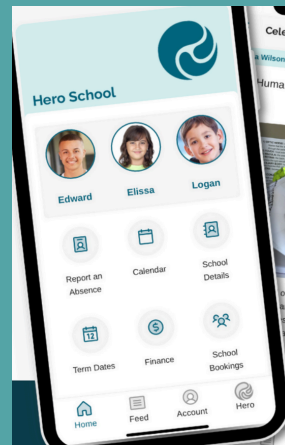 Hero School
Edward
Elissa
Logan
Report an
Absence
Calendar
School
Details
12
Term Dates
$
Finance
School
Bookings
Home
Feed
Account
Hero
Cele
Wilson
Huma